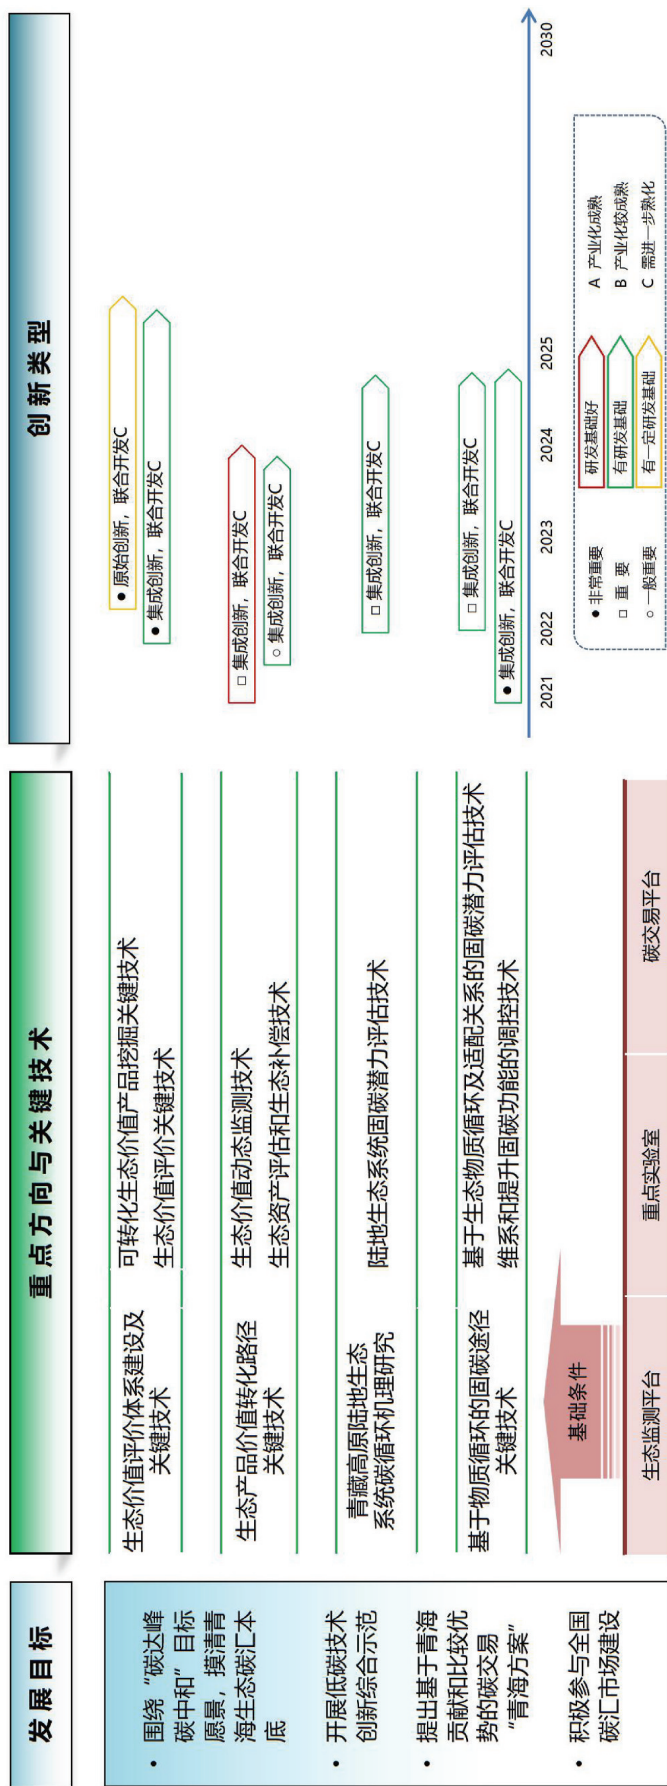 发展目标
• 围绕“碳达峰
碳中和”目标
愿景，摸清青
海生态碳汇本
底
• 开展低碳技术
创新综合示范
• 提出基于青海
贡献和比较优
势的碳交易
“青海方案”
• 积极参与全国
碳汇市场建设
重点方向与关键技术
生态价值评价体系建设及
关键技术
可转化生态价值产品挖掘关键技术
生态价值评价关键技术
生态产品价值转化路径
关键技术
生态价值动态监测技术
生态资产评估和生态补偿技术
青藏高原陆地生态
系统碳循环机理研究
陆地生态系统固碳潜力评估技术
基于物质循环的固碳途径
关键技术
基于生态物质循环及适配关系的固碳潜力评估技术
维系和提升固碳功能的调控技术
基础条件
生态监测平台
重点实验室
碳交易平台
创新类型
● 原始创新，联合开发C
● 集成创新，联合开发C
□ 集成创新，联合开发C
○ 集成创新，联合开发C
□ 集成创新，联合开发C
□ 集成创新，联合开发C
● 集成创新，联合开发C
2021 2022 2023 2024 2025 2030
● 非常重要
□ 重 要
○ 一般重要
研发基础好
有研发基础
有一定研发基础
A 产业化成熟
B 产业化较成熟
C 需进一步熟化